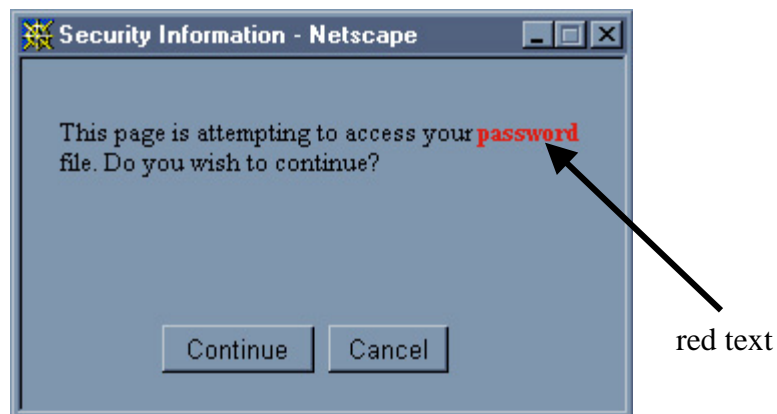 Security Information - Netscape
This page is attempting to access your password
file. Do you wish to continue?
red text
Continue Cancel